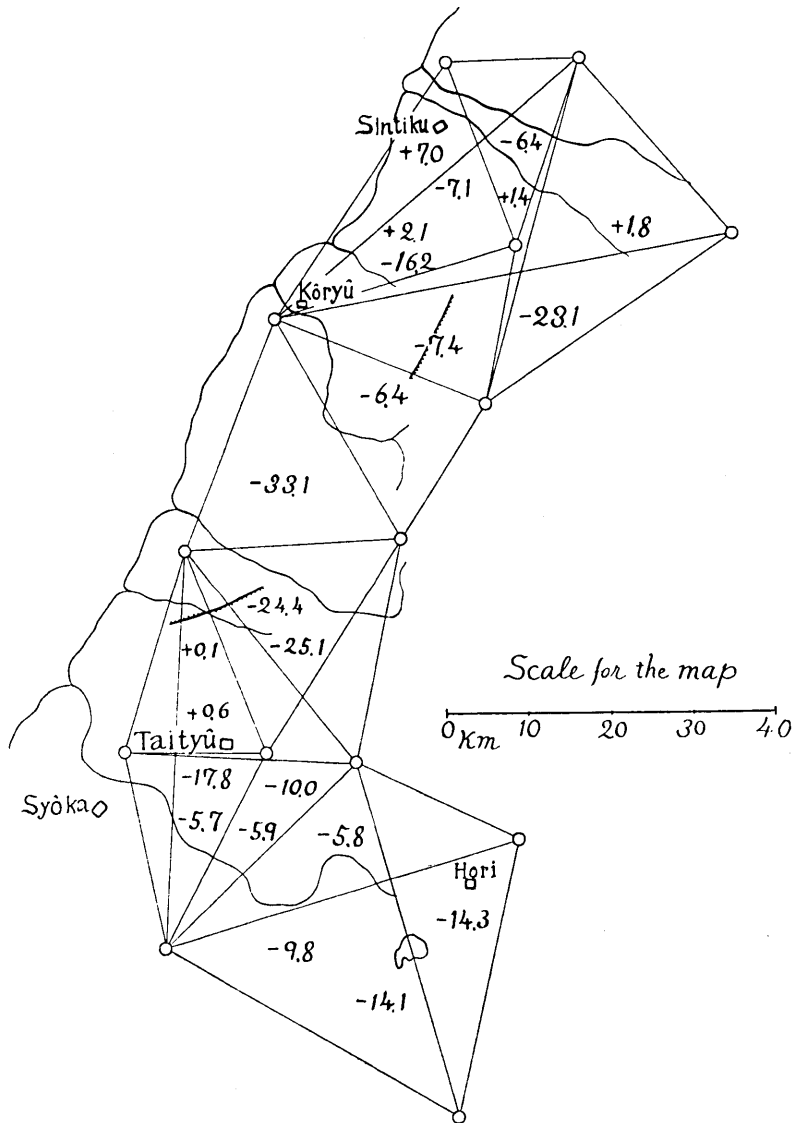 Sintiku
+7.0
-6.4
-7.1
+1.4
+1.8
+2.1
-16.2
Kôryû
-23.1
-7.4
-6.4
-33.1
-24.4
+0.1
-25.1
Scale for the map
0 10 20 30 40
Km
+0.6
Taityû
-17.8
-10.0
Syôka
-5.7
-5.9
-5.8
Hori
-14.3
-9.8
-14.1